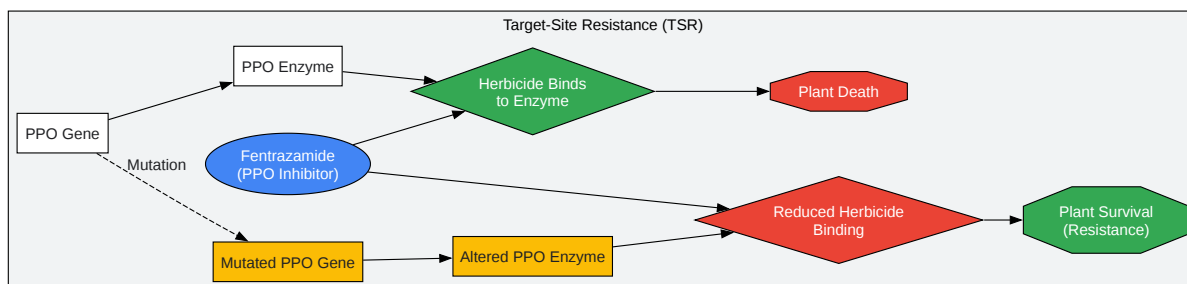 Target-Site Resistance (TSR)
PPO Enzyme
Herbicide Binds
to Enzyme
Plant Death
PPO Gene
Mutation
Fentrazamide
(PPO Inhibitor)
Reduced Herbicide
Binding
Plant Survival
(Resistance)
Mutated PPO Gene
Altered PPO Enzyme